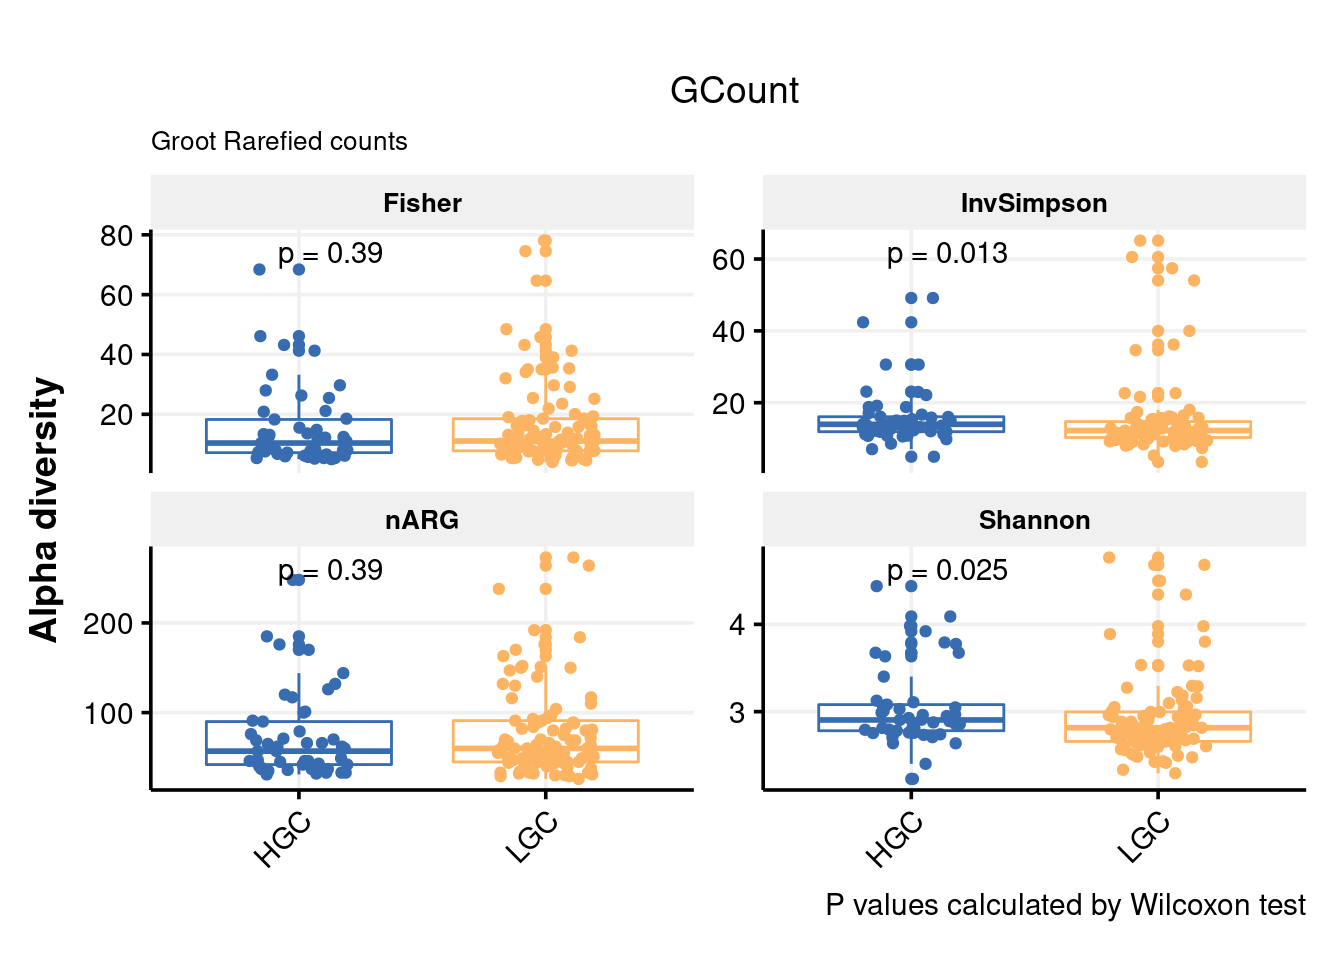 GCount
Groot Rarefied counts
Alpha diversity
Fisher
80
60
40
20
p = 0.39
InvSimpson
60
40
20
p = 0.013
nARG
200
100
p = 0.39
HGC
LGC
Shannon
4
3
p = 0.025
HGC
LGC
P values calculated by Wilcoxon test